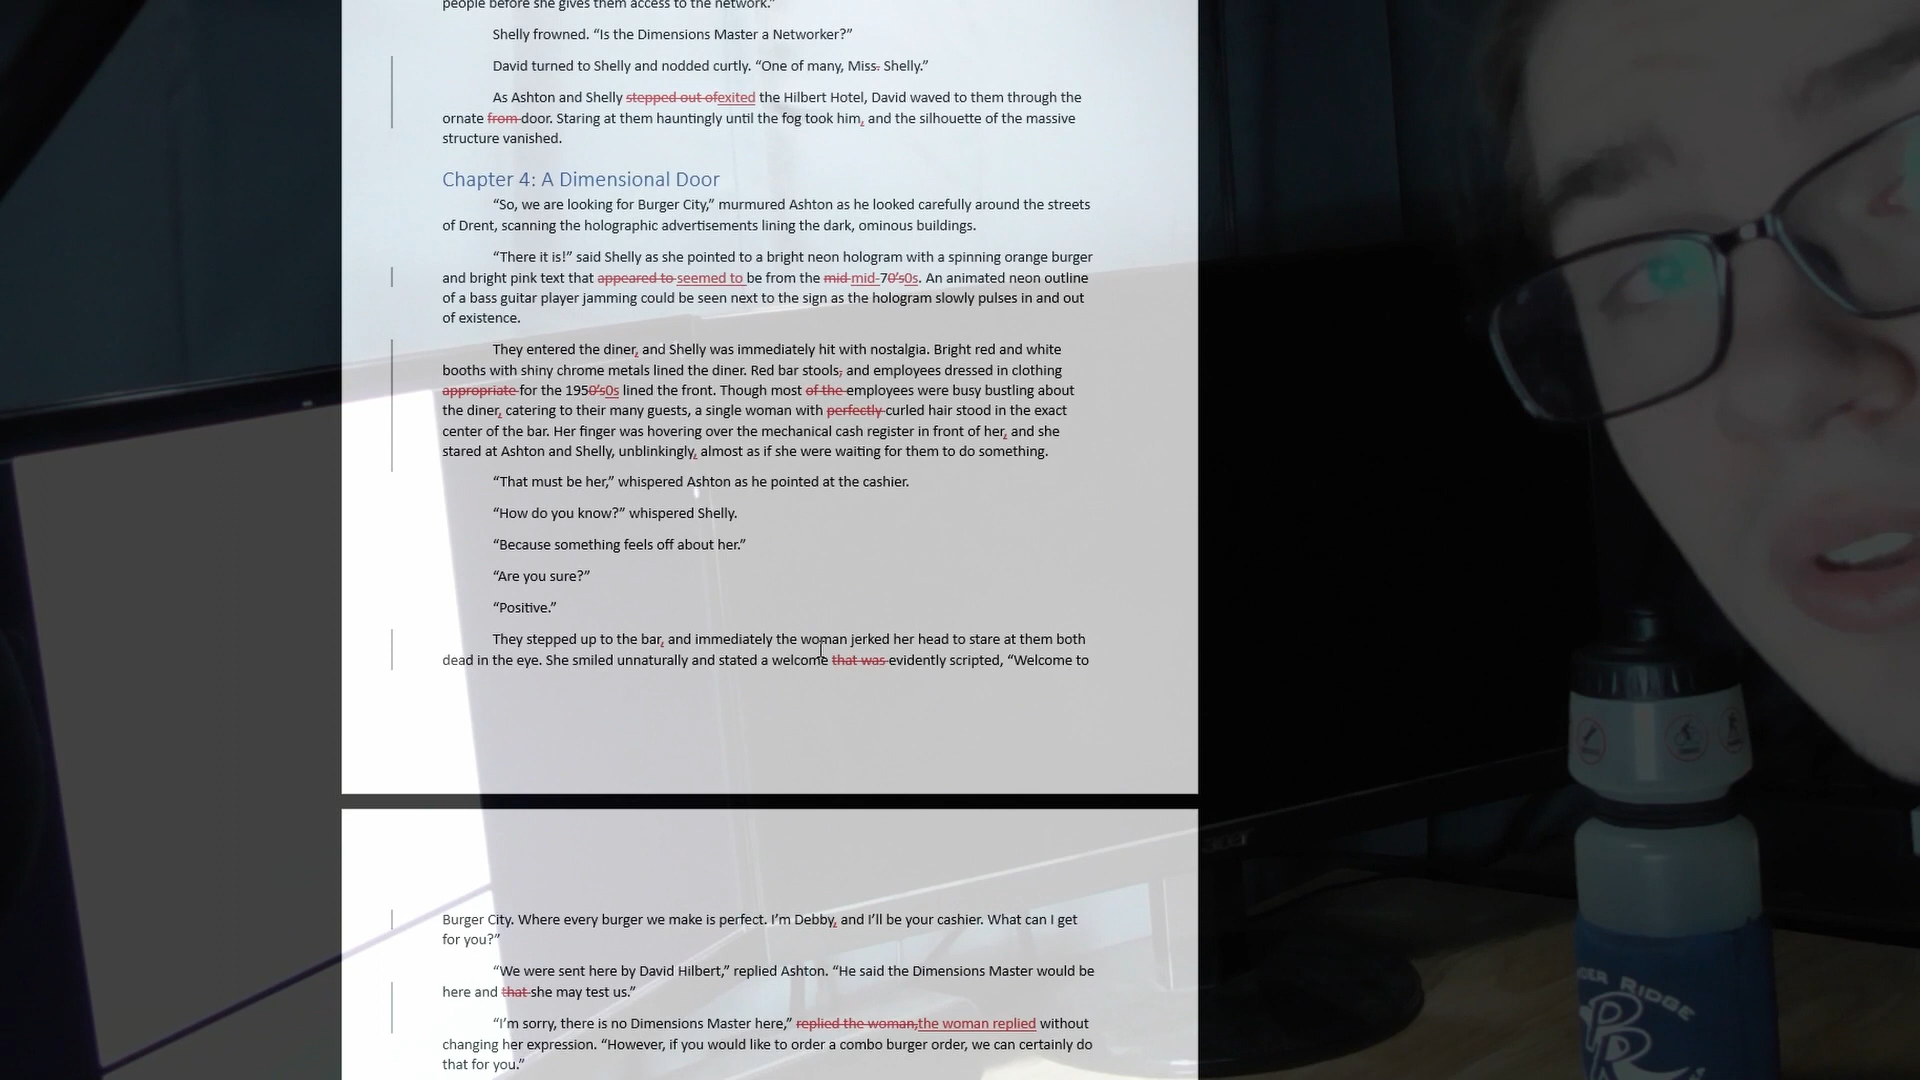 people before she gives them access to the network.”
Shelly frowned. “Is the Dimensions Master a Networker?”
David turned to Shelly and nodded curtly. “One of many, Miss. Shelly.”
As Ashton and Shelly stepped out ofexited the Hilbert Hotel, David waved to them through the
ornate from door. Staring at them hauntingly until the fog took him, and the silhouette of the massive
structure vanished.
Chapter 4: A Dimensional Door
“So, we are looking for Burger City,” murmured Ashton as he looked carefully around the streets
of Drent, scanning the holographic advertisements lining the dark, ominous buildings.
“There it is!” said Shelly as she pointed to a bright neon hologram with a spinning orange burger
and bright pink text that appeared to seemed to be from the mid mid-70’s0s. An animated neon outline
of a bass guitar player jamming could be seen next to the sign as the hologram slowly pulses in and out
of existence.
They entered the diner, and Shelly was immediately hit with nostalgia. Bright red and white
booths with shiny chrome metals lined the diner. Red bar stools, and employees dressed in clothing
appropriate for the 1950’s0s lined the front. Though most of the employees were busy bustling about
the diner, catering to their many guests, a single woman with perfectly curled hair stood in the exact
center of the bar. Her finger was hovering over the mechanical cash register in front of her, and she
stared at Ashton and Shelly, unblinkingly, almost as if she were waiting for them to do something.
“That must be her,” whispered Ashton as he pointed at the cashier.
“How do you know?” whispered Shelly.
“Because something feels off about her.”
“Are you sure?”
“Positive.”
They stepped up to the bar, and immediately the woman jerked her head to stare at them both
dead in the eye. She smiled unnaturally and stated a welcome that was evidently scripted, “Welcome to
Burger City. Where every burger we make is perfect. I’m Debby, and I’ll be your cashier. What can I get
for you?”
“We were sent here by David Hilbert,” replied Ashton. “He said the Dimensions Master would be
here and that she may test us.”
“I’m sorry, there is no Dimensions Master here,” replied the woman,the woman replied without
changing her expression. “However, if you would like to order a combo burger order, we can certainly do
that for you.”
acer
RIDGE
PR